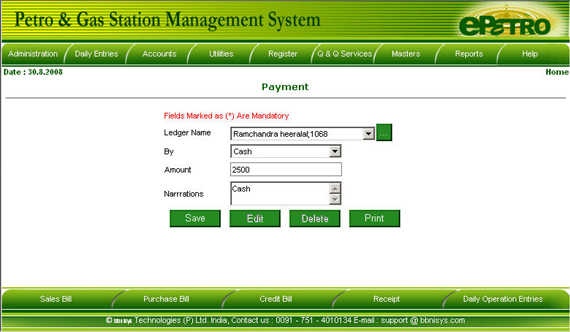 Petro & Gas Station Management System
ePETRO
Administration Daily Entries Accounts Utilities Register Q & Q Services Masters Reports Help
Date : 30.8.2008 Home
Payment
Fields Marked as (*) Are Mandatory
Ledger Name Ramchandra heeralal;1068 ...
By Cash
Amount 2500
Narrrations Cash
Save Edit Delete Print
Sales Bill Purchase Bill Credit Bill Receipt Daily Operation Entries
© BBNISYS Technologies (P) Ltd. India, Contact us : 0091 - 751 - 4010134 E-mail : support @ bbnisys.com